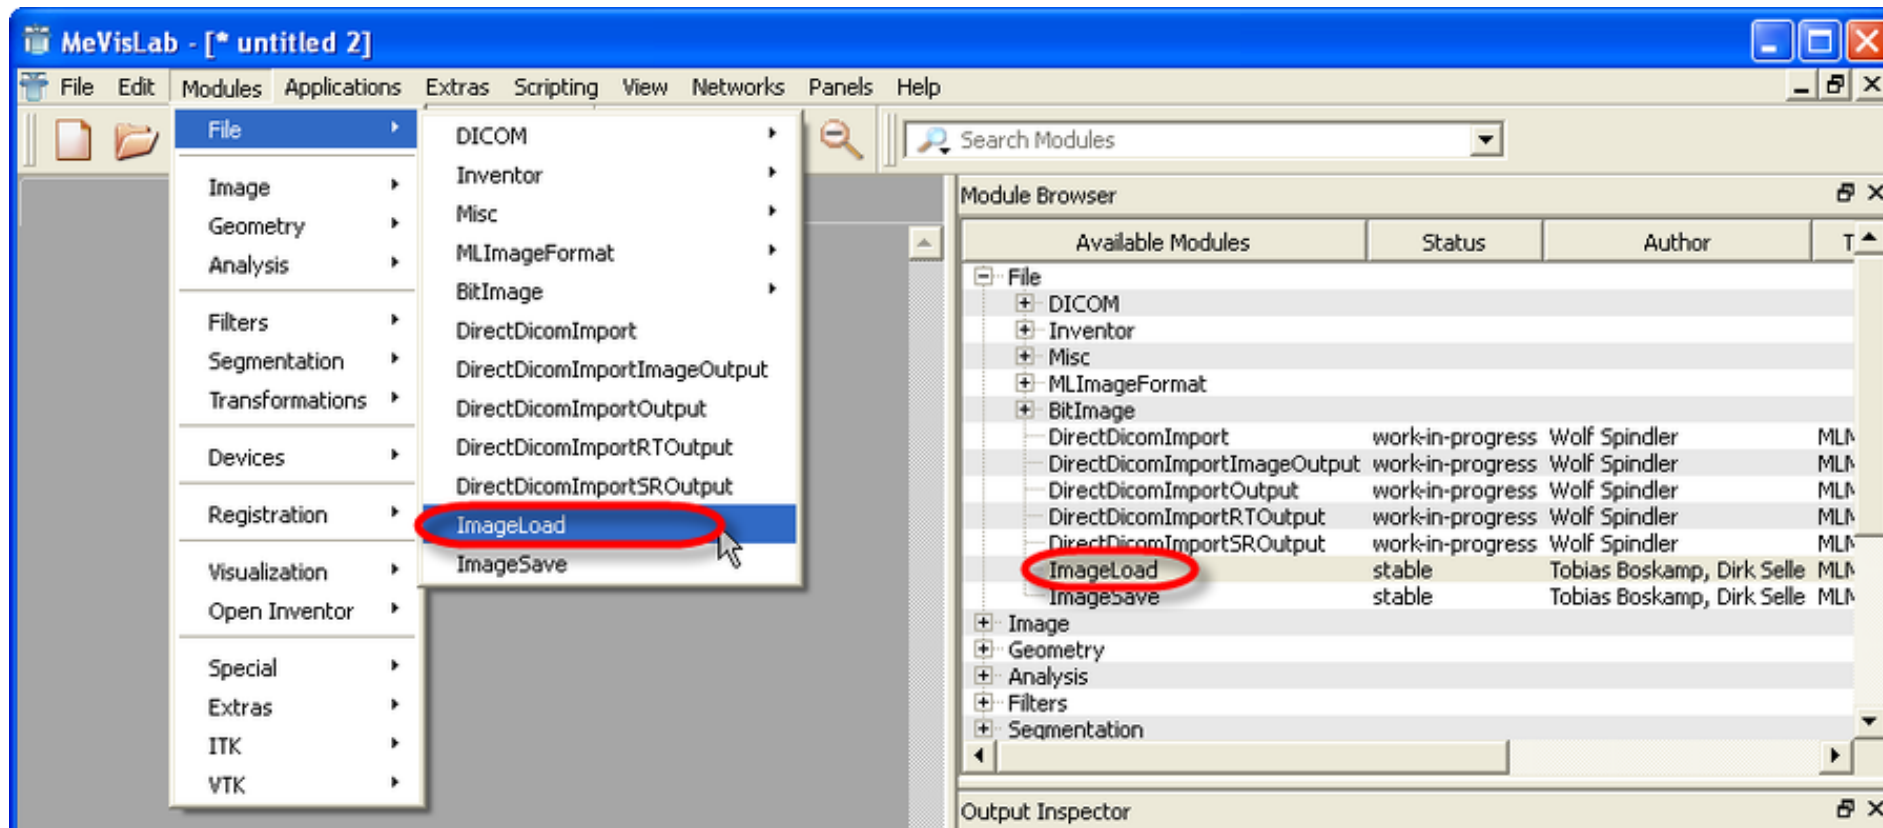 MeVisLab - [* untitled 2]
File Edit Modules Applications Extras Scripting View Networks Panels Help
Search Modules
File
Image
Geometry
Analysis
Filters
Segmentation
Transformations
Devices
Registration
Visualization
Open Inventor
Special
Extras
ITK
VTK
DICOM
Inventor
Misc
MLImageFormat
BitImage
DirectDicomImport
DirectDicomImportImageOutput
DirectDicomImportOutput
DirectDicomImportRTOutput
DirectDicomImportSROutput
ImageLoad
ImageSave
Module Browser
Available Modules Status Author
File
DICOM
Inventor
Misc
MLImageFormat
BitImage
DirectDicomImport work-in-progress Wolf Spindler
DirectDicomImportImageOutput work-in-progress Wolf Spindler
DirectDicomImportOutput work-in-progress Wolf Spindler
DirectDicomImportRTOutput work-in-progress Wolf Spindler
DirectDicomImportSROutput work-in-progress Wolf Spindler
ImageLoad stable Tobias Boskamp, Dirk Selle
ImageSave stable Tobias Boskamp, Dirk Selle
Image
Geometry
Analysis
Filters
Segmentation
Output Inspector